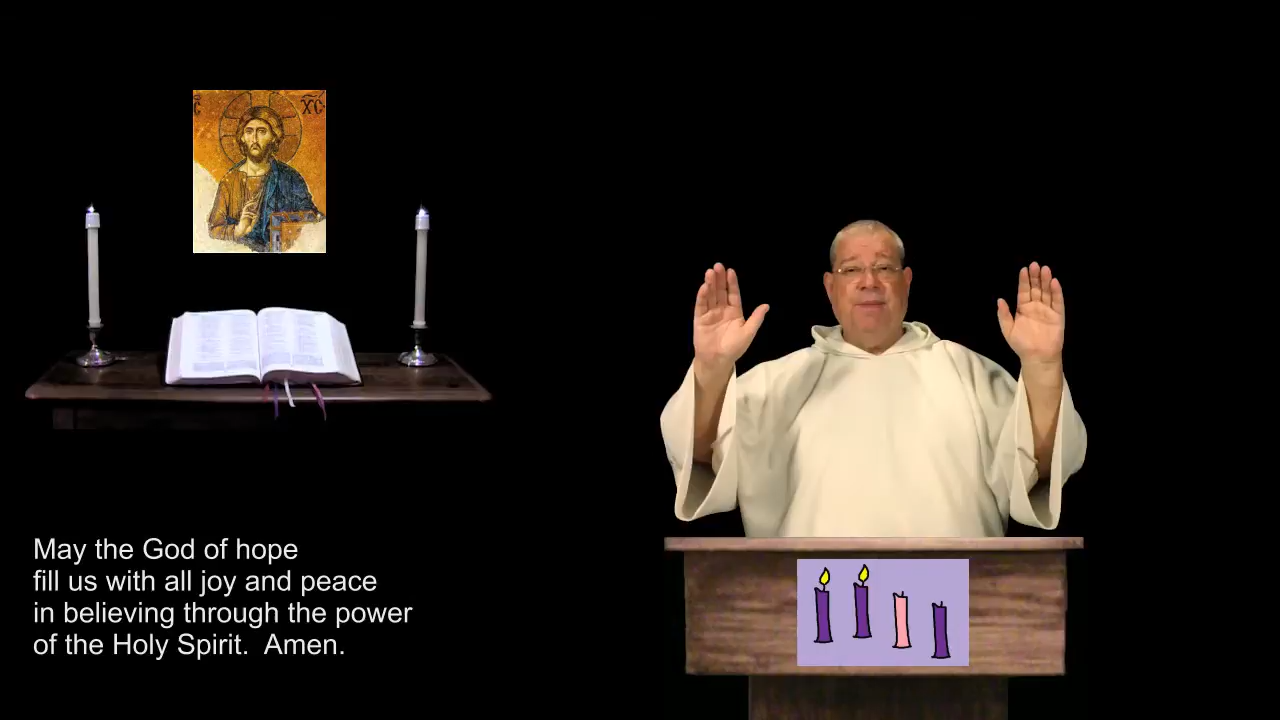 C
XC
May the God of hope
fill us with all joy and peace
in believing through the power
of the Holy Spirit.  Amen.